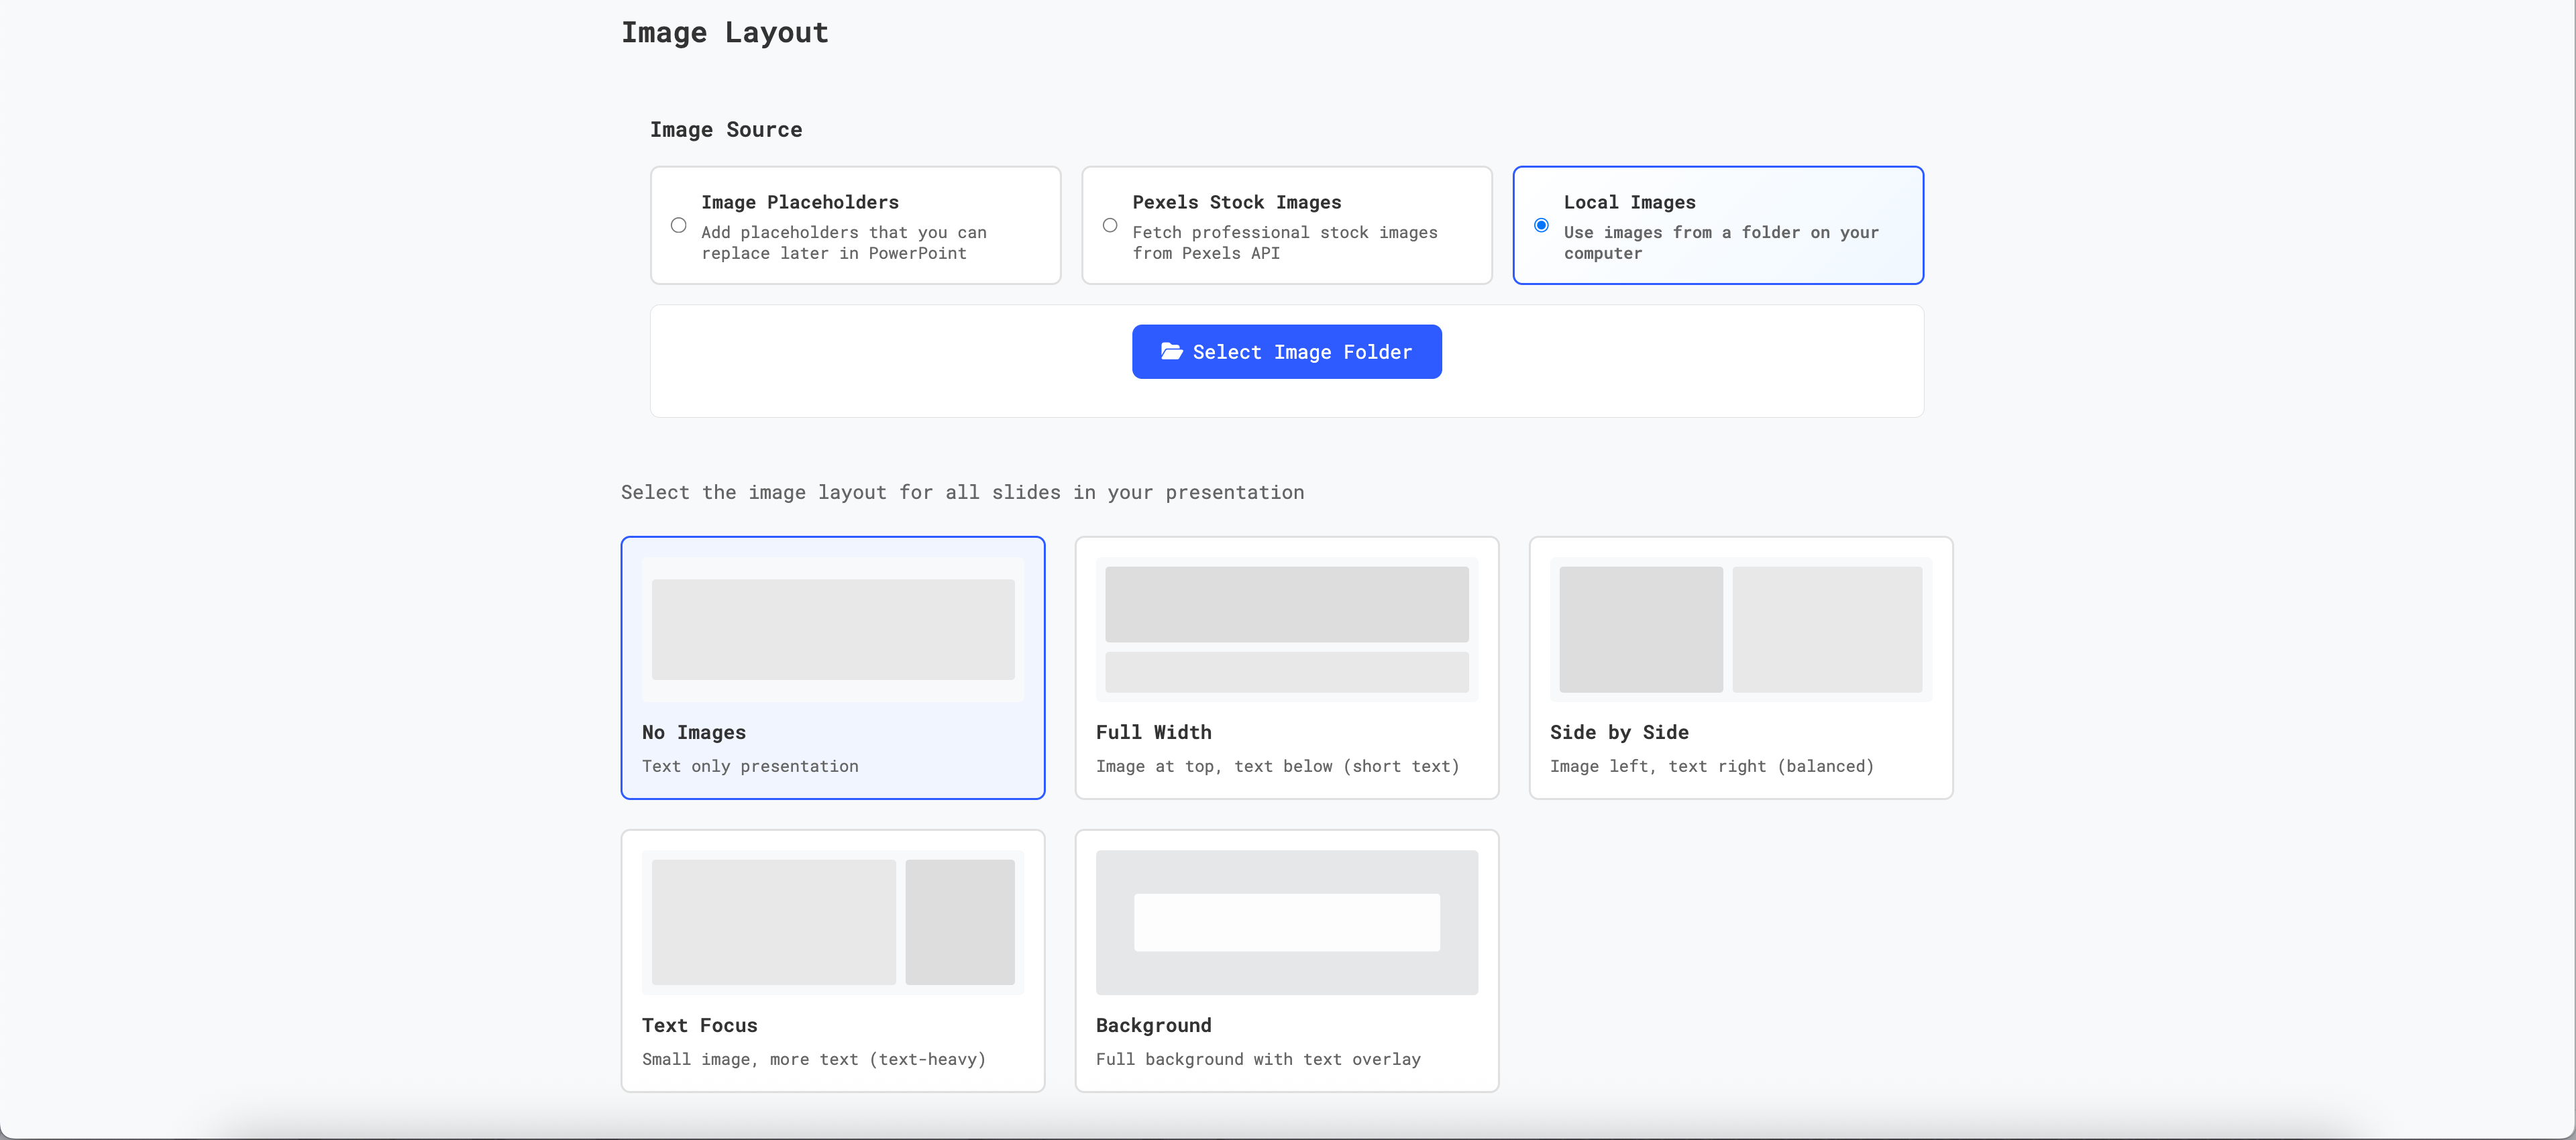 Image Layout
Image Source
Image Placeholders
Add placeholders that you can
replace later in PowerPoint
Pexels Stock Images
Fetch professional stock images
from Pexels API
Local Images
Use images from a folder on your
computer
Select Image Folder
Select the image layout for all slides in your presentation
No Images
Text only presentation
Full Width
Image at top, text below (short text)
Side by Side
Image left, text right (balanced)
Text Focus
Small image, more text (text-heavy)
Background
Full background with text overlay